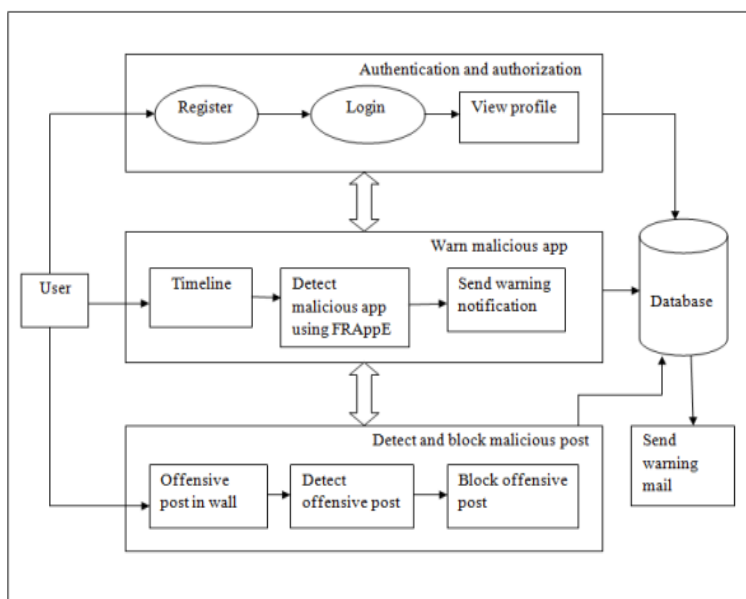 Authentication and authorization
Register
Login
View profile
Warn malicious app
User
Timeline
Detect
malicious app
using FRAppE
Send warning
notification
Database
Detect and block malicious post
Offensive
post in wall
Detect
offensive post
Block offensive
post
Send
warning
mail